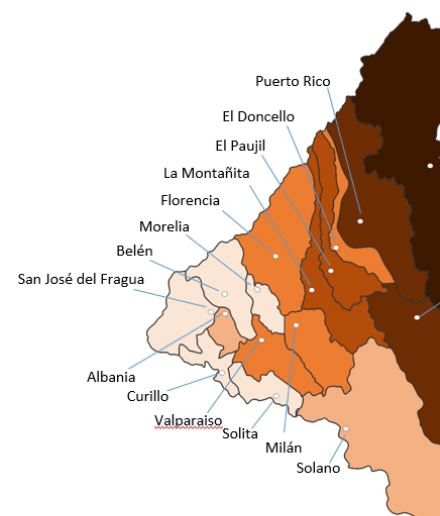 Puerto Rico
El Doncello
El Paujil
La Montañita
Florencia
Morelia
Belén
San José del Fragua
Albania
Curillo
Valparaiso
Solita
Milán
Solano